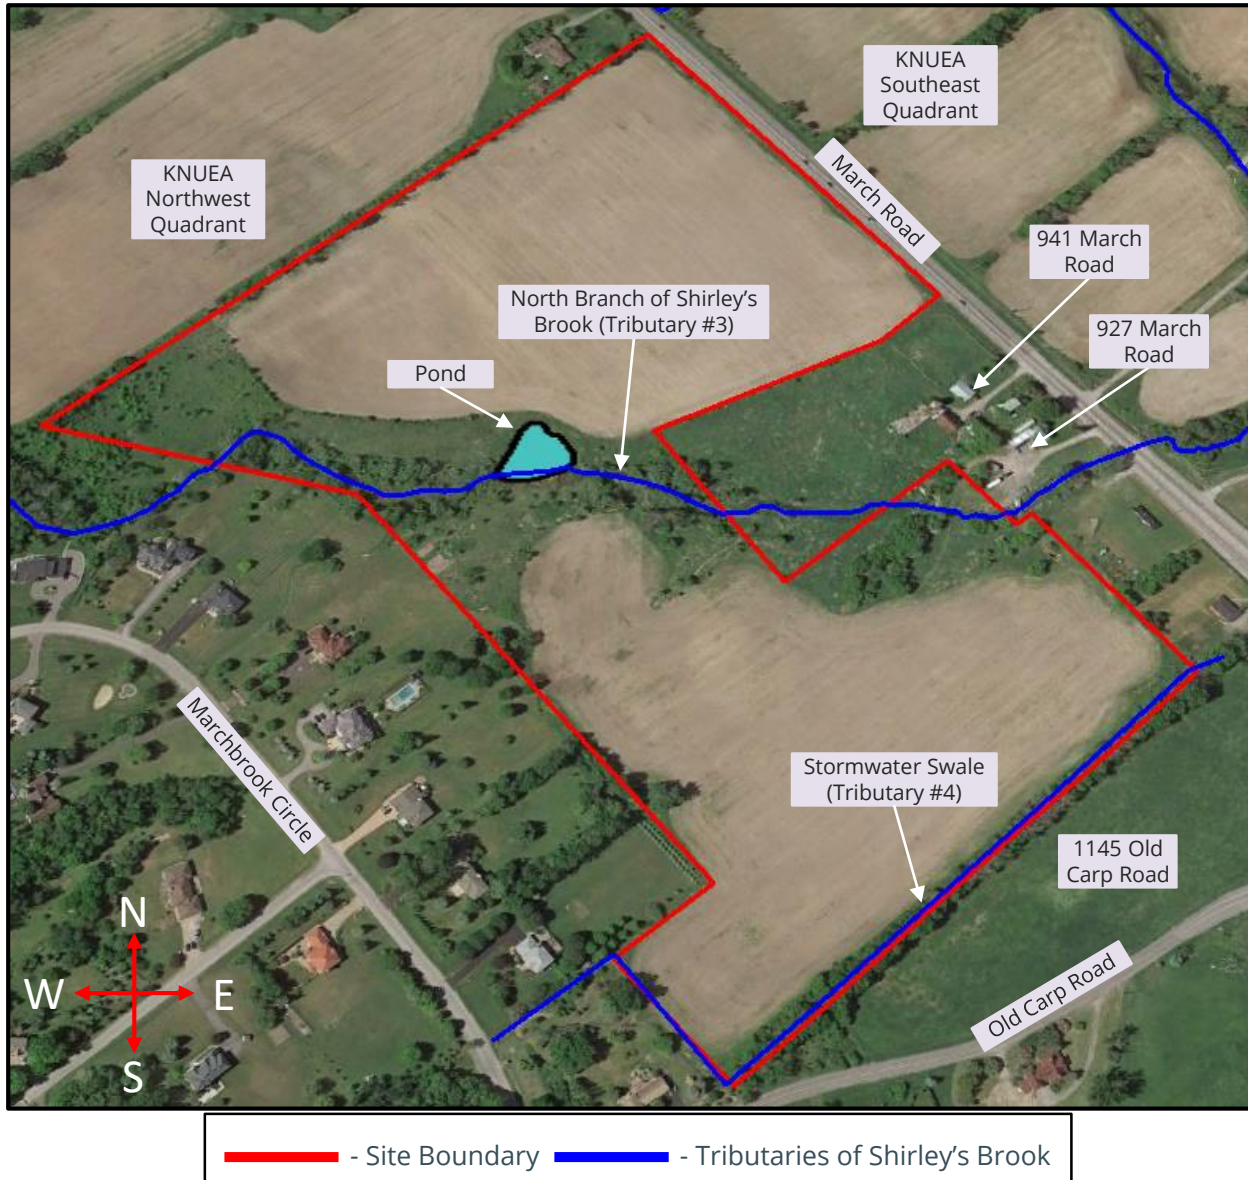 KNUEA
Southeast
Quadrant
KNUEA
Northwest
Quadrant
March Road
941 March
Road
North Branch of Shirley's
Brook (Tributary #3)
927 March
Road
Pond
Marchbrook Circle
Stormwater Swale
(Tributary #4)
1145 Old
Carp Road
Old Carp Road
N
W
E
S
- Site Boundary
- Tributaries of Shirley's Brook